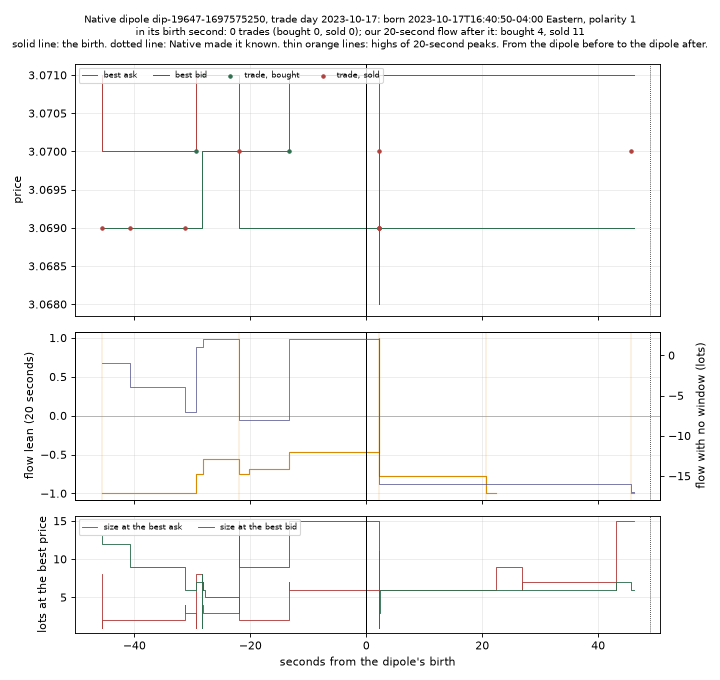 Native dipole dip-19647-1697575250, trade day 2023-10-17: born 2023-10-17T16:40:50-04:00 Eastern, polarity 1
in its birth second: 0 trades (bought 0, sold 0); our 20-second flow after it: bought 4, sold 11
solid line: the birth. dotted line: Native made it known. thin orange lines: highs of 20-second peaks. From the dipole before to the dipole after.
best ask best bid trade, bought trade, sold
3.0710
3.0705
3.0700
3.0695
3.0690
3.0685
3.0680
price
1.0
0.5
0.0
−0.5
−1.0
flow lean (20 seconds)
0
−5
−10
−15
flow with no window (lots)
size at the best ask size at the best bid
15
10
5
lots at the best price
−40 −20 0 20 40
seconds from the dipole's birth